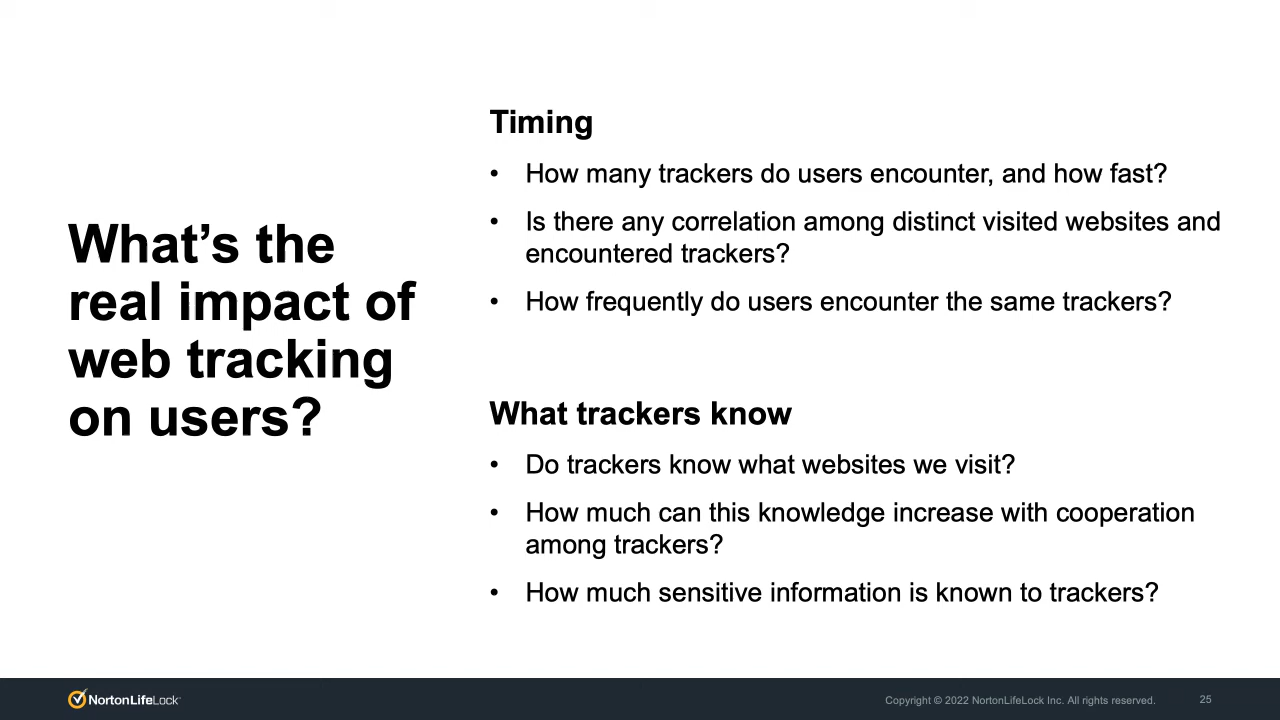 What’s the
real impact of
web tracking
on users?
Timing
• How many trackers do users encounter, and how fast?
• Is there any correlation among distinct visited websites and
encountered trackers?
• How frequently do users encounter the same trackers?
What trackers know
• Do trackers know what websites we visit?
• How much can this knowledge increase with cooperation
among trackers?
• How much sensitive information is known to trackers?
NortonLifeLock
Copyright © 2022 NortonLifeLock Inc. All rights reserved.
25